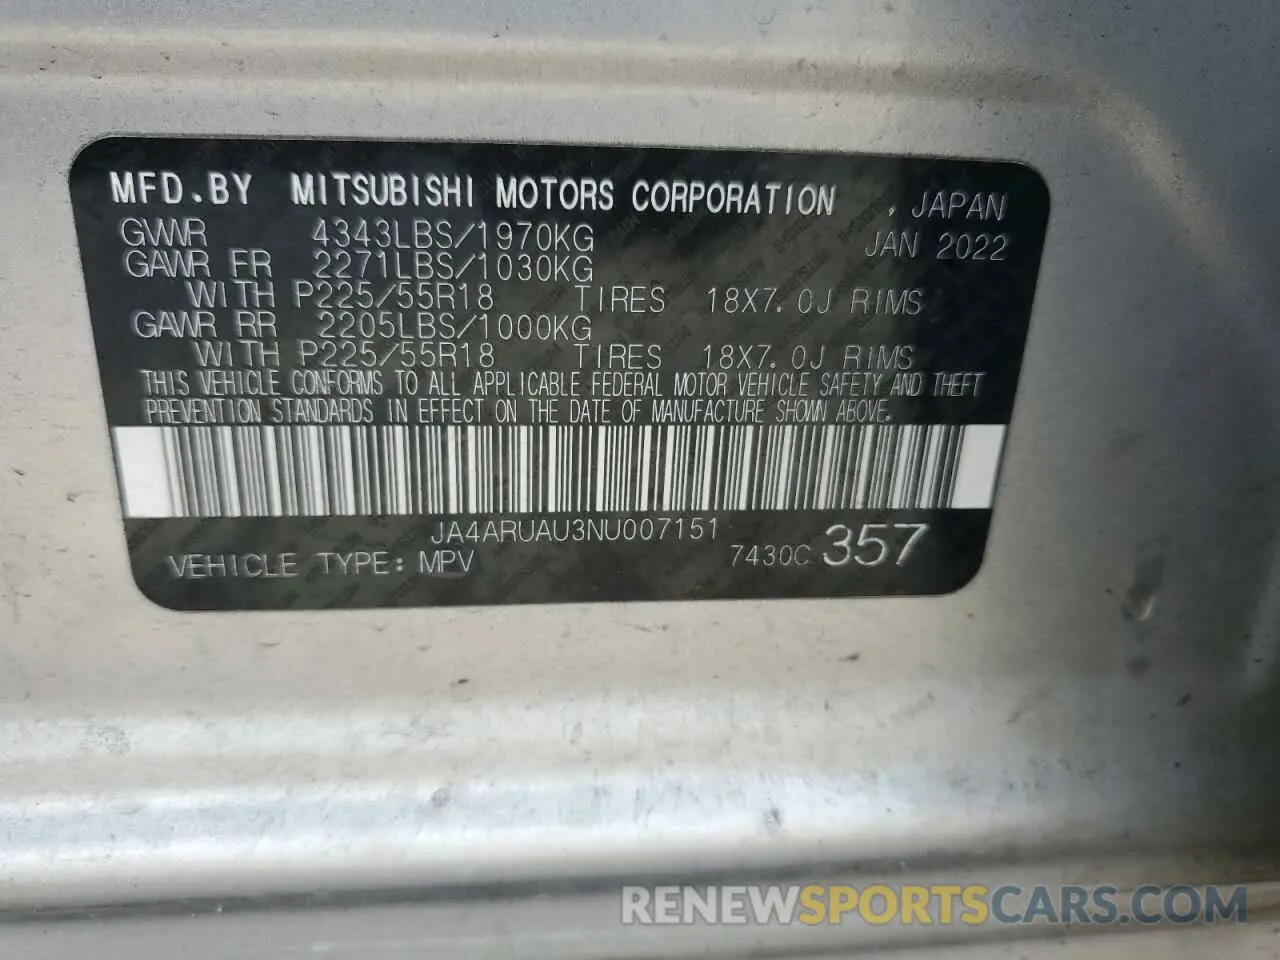 MFD.BY MITSUBISHI MOTORS CORPORATION , JAPAN
GVWR 4343LBS/1970KG JAN 2022
GAWR FR 2271LBS/1030KG
WITH P225/55R18 TIRES 18X7.0J RIMS
GAWR RR 2205LBS/1000KG
WITH P225/55R18 TIRES 18X7.0J RIMS
THIS VEHICLE CONFORMS TO ALL APPLICABLE FEDERAL MOTOR VEHICLE SAFETY AND THEFT
PREVENTION STANDARDS IN EFFECT ON THE DATE OF MANUFACTURE SHOWN ABOVE.
JA4ARUAU3NU007151
VEHICLE TYPE: MPV 7430C 357
RENEWSPORTSCARS.COM